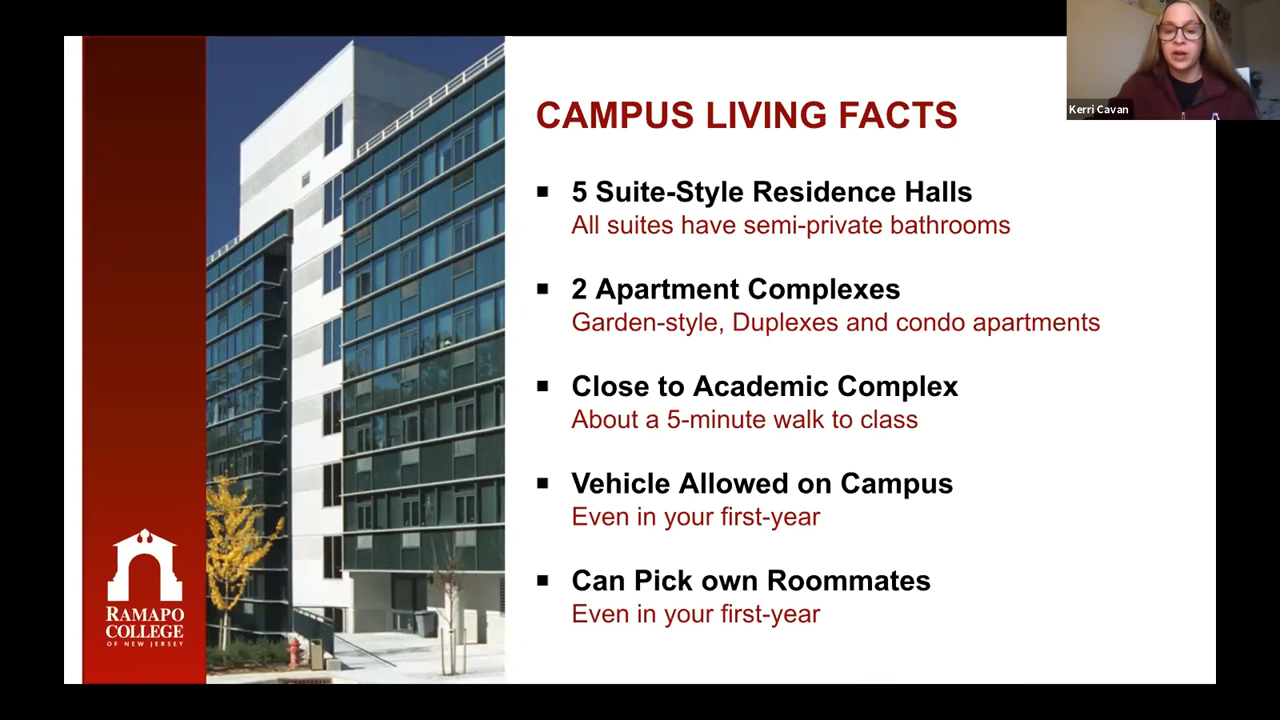 Kerri Cavan
CAMPUS LIVING FACTS
5 Suite-Style Residence Halls
All suites have semi-private bathrooms
2 Apartment Complexes
Garden-style, Duplexes and condo apartments
Close to Academic Complex
About a 5-minute walk to class
Vehicle Allowed on Campus
Even in your first-year
Can Pick own Roommates
Even in your first-year
RAMAPO
COLLEGE
OF NEW JERSEY